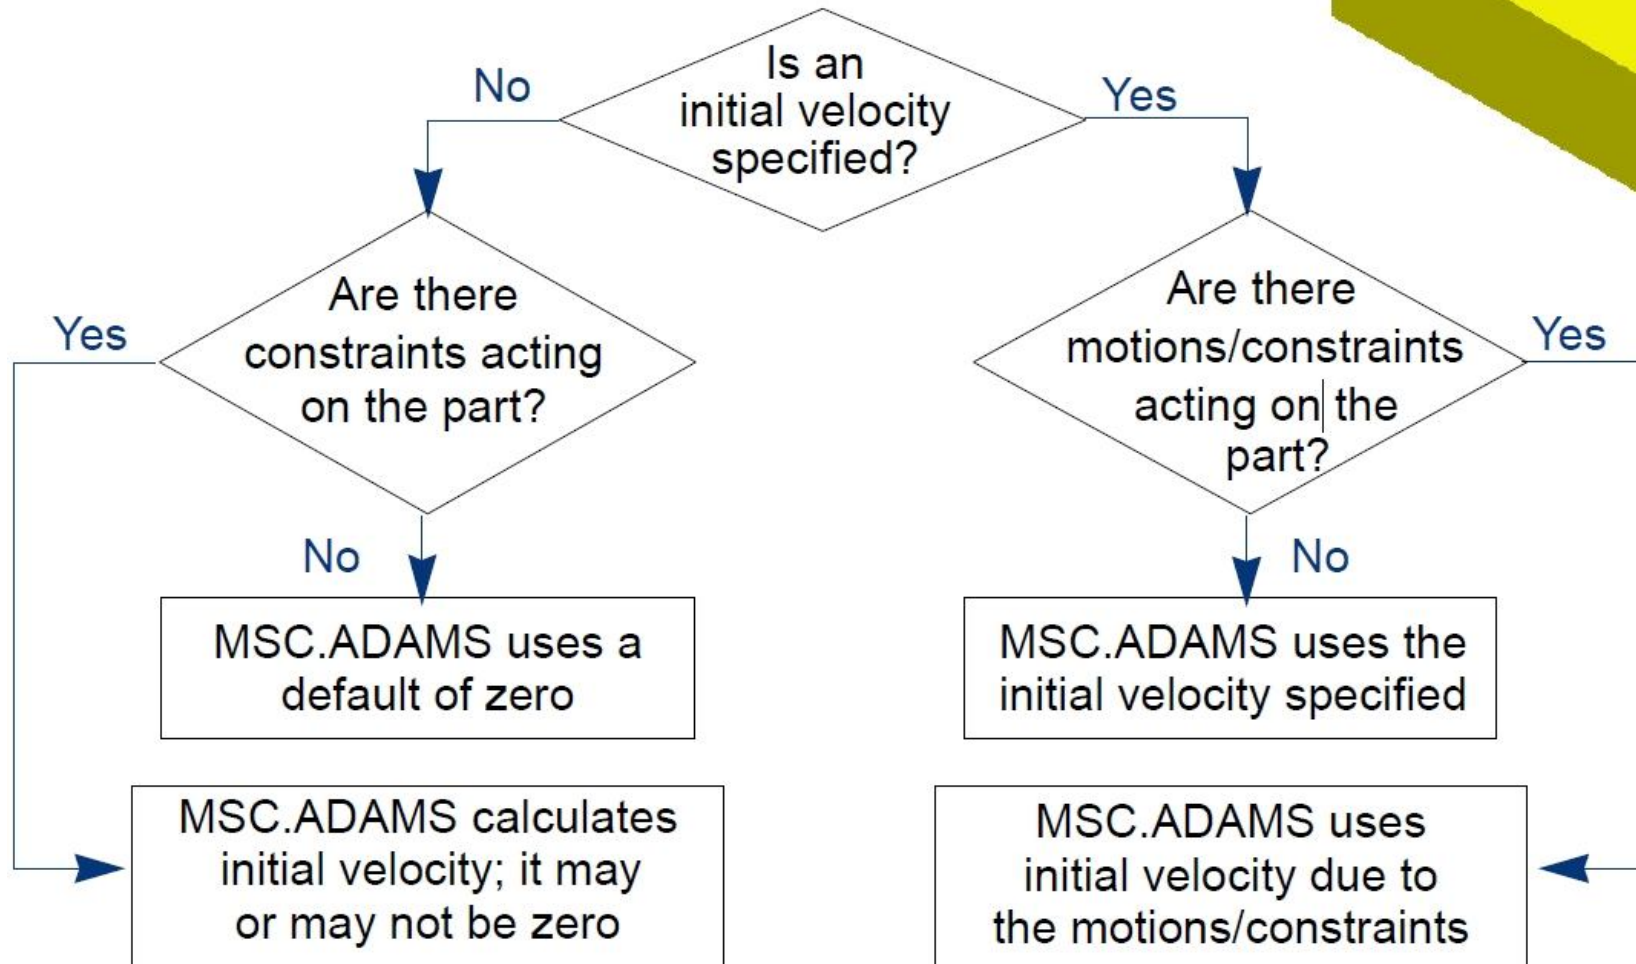 Is an
initial velocity
specified?
No
Yes
Are there
constraints acting
on the part?
Yes
No
Are there
motions/constraints
acting on the
part?
Yes
No
MSC.ADAMS uses a
default of zero
MSC.ADAMS uses the
initial velocity specified
MSC.ADAMS calculates
initial velocity; it may
or may not be zero
MSC.ADAMS uses
initial velocity due to
the motions/constraints